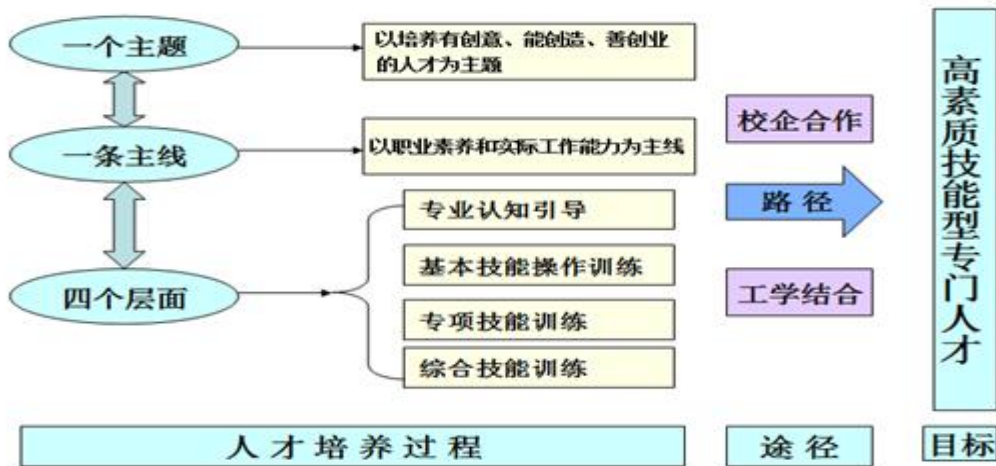 一个主题
以培养有创意、能创造、善创业
的人才为主题
一条主线
以职业素养和实际工作能力为主线
四个层面
专业认知引导
基本技能操作训练
专项技能训练
综合技能训练
校企合作
路 径
工学结合
高素质技能型专门人才
人 才 培 养 过 程
途 径
目标